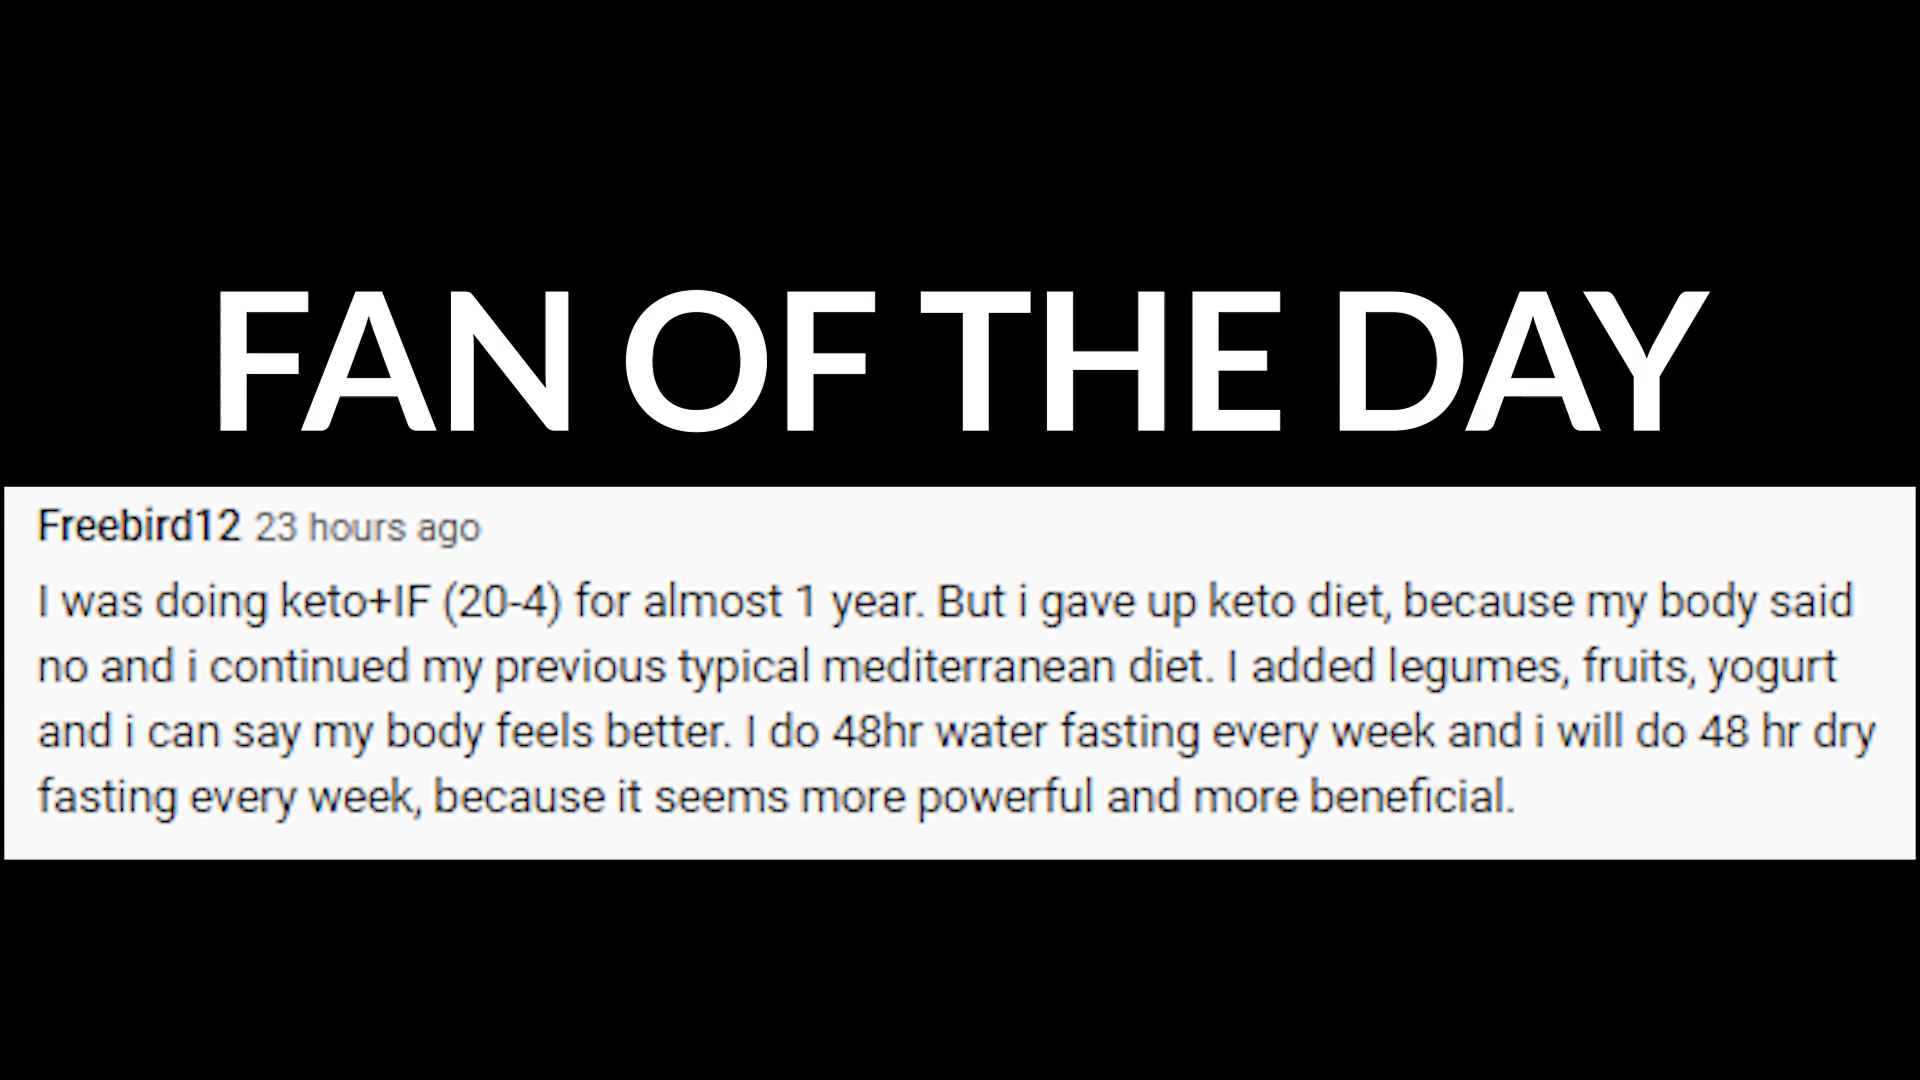 FAN OF THE DAY
Freebird12 23 hours ago
I was doing keto+IF (20-4) for almost 1 year. But i gave up keto diet, because my body said
no and i continued my previous typical mediterranean diet. I added legumes, fruits, yogurt
and i can say my body feels better. I do 48hr water fasting every week and i will do 48 hr dry
fasting every week, because it seems more powerful and more beneficial.